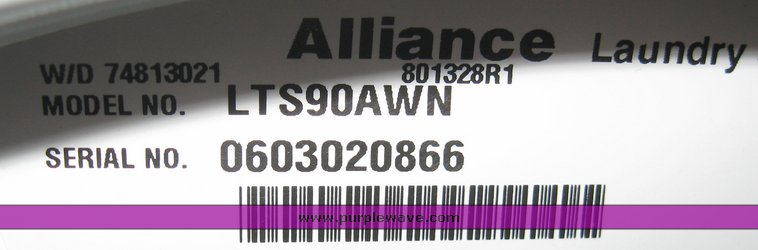 Alliance Laundry
W/D 74813021 801328R1
MODEL NO. LTS90AWN
SERIAL NO. 0603020866
www.purplewave.com